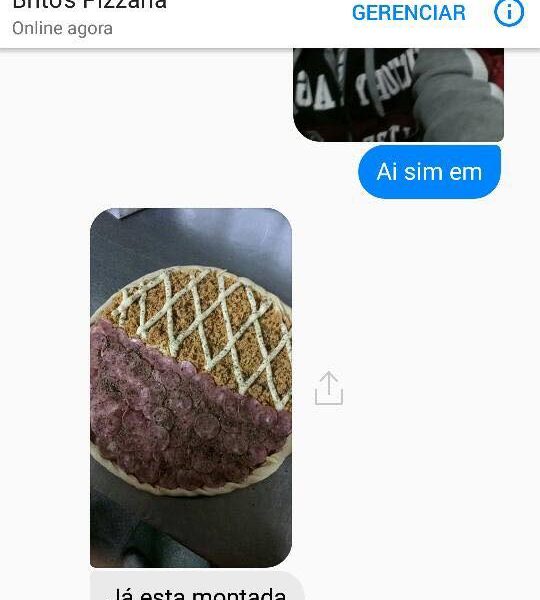 Brito's Pizzaria
Online agora
GERENCIAR
Ai sim em
Já esta montada